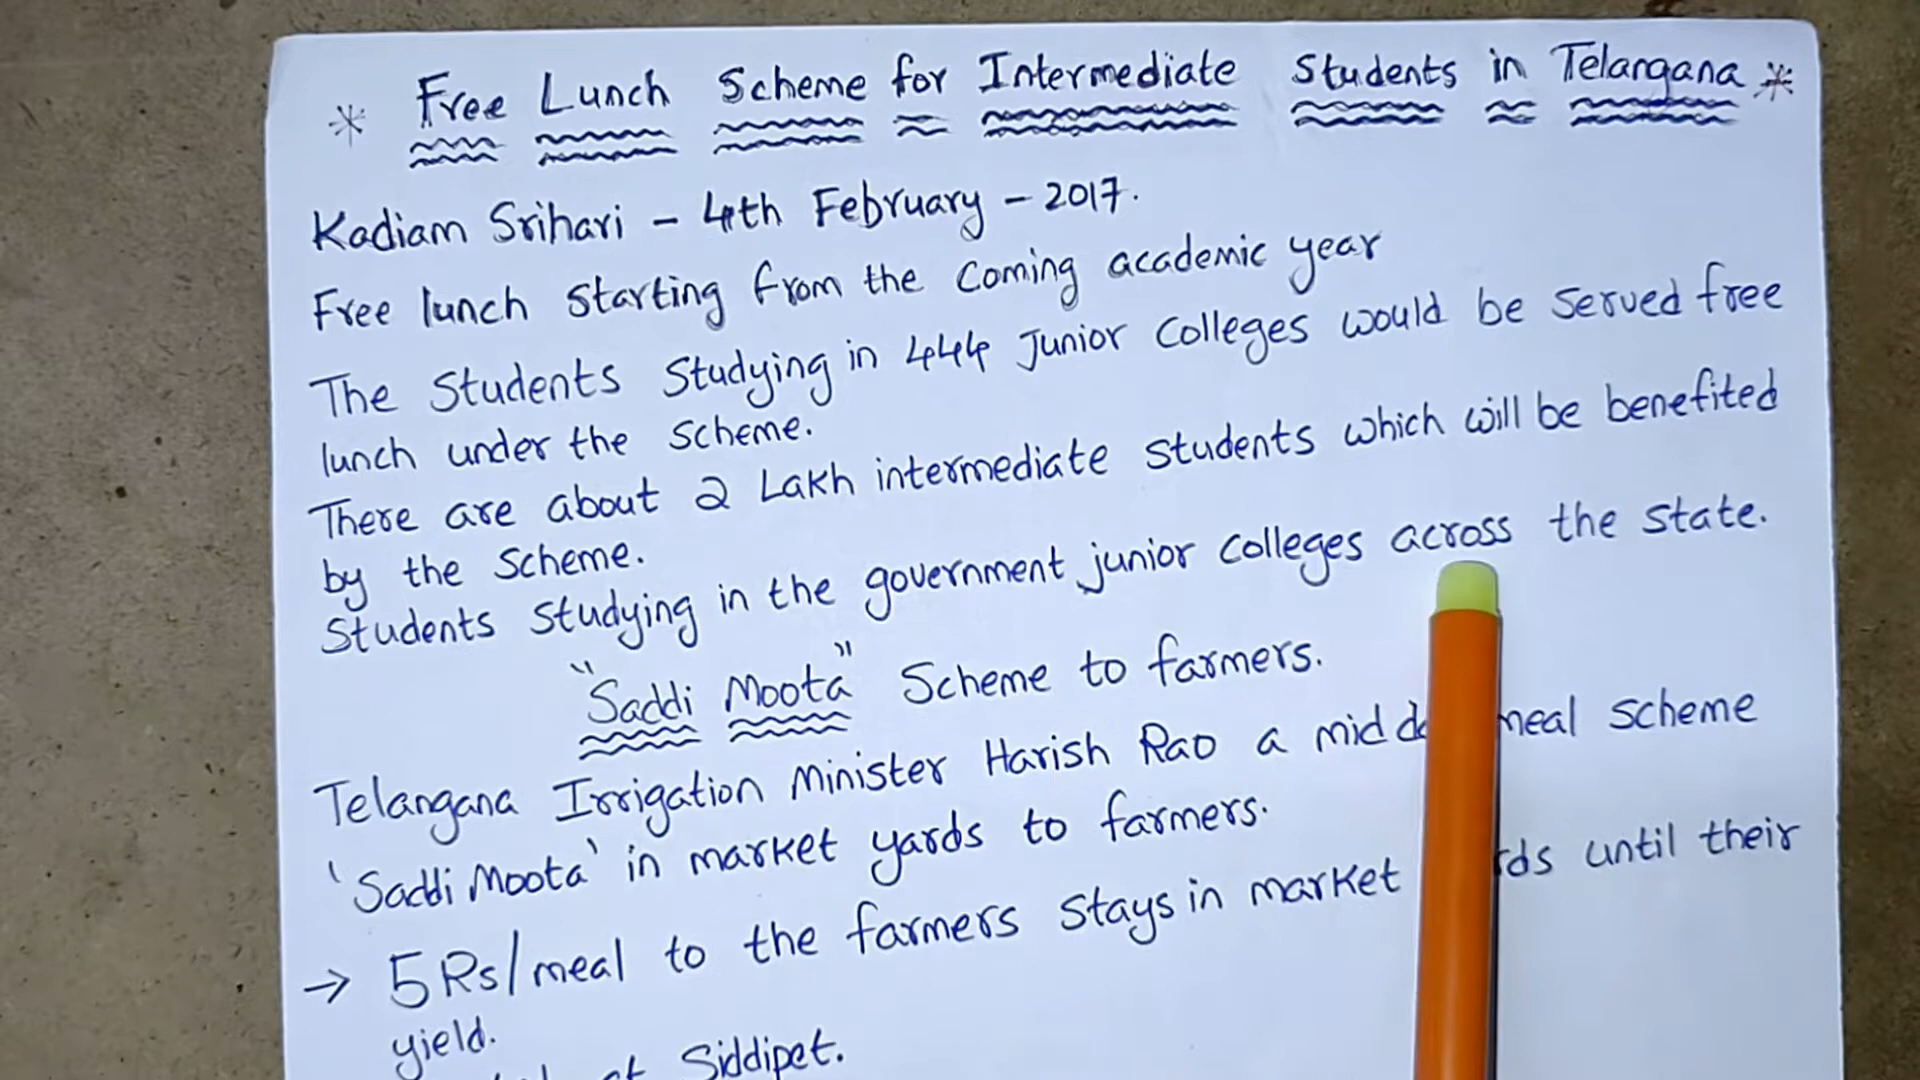 * Free Lunch Scheme for Intermediate Students in Telangana *
Kadiam Srihari - 4th February - 2017.
Free lunch starting from the coming academic year
The Students Studying in 444 Junior Colleges would be served free
lunch under the scheme.
There are about 2 Lakh intermediate students which will be benefited
by the scheme.
Students studying in the government junior colleges across the state.
"Saddi Moota" Scheme to farmers.
Telangana Irrigation Minister Harish Rao a mid meal scheme
'Saddi Moota' in market yards to farmers.
→ 5 Rs/meal to the farmers stays in market until their
yield.
at Siddipet.